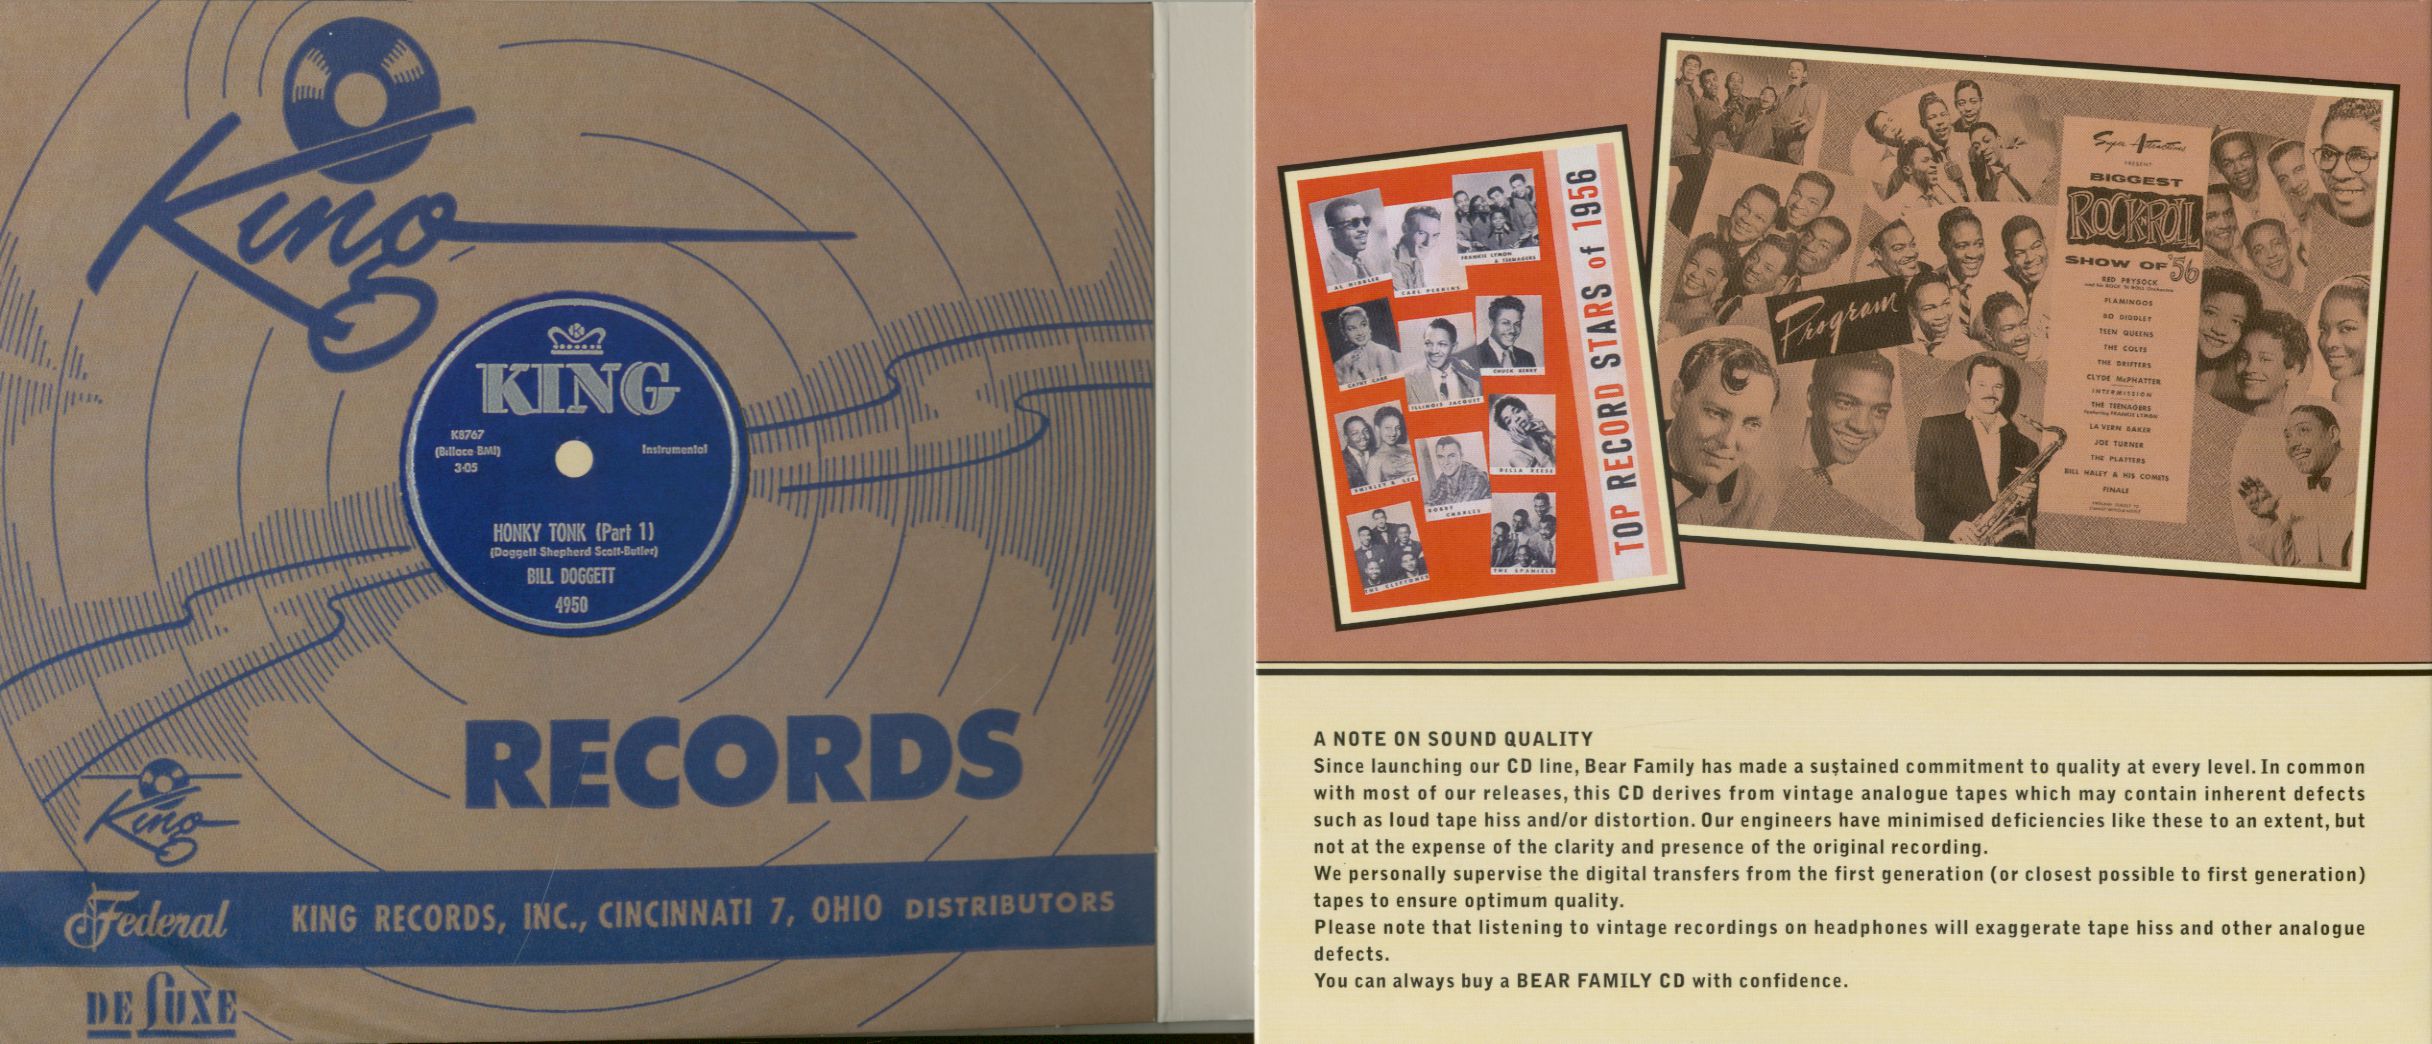 King
KING
K8767
(Billace BMI)
3-05
Instrumental
HONKY TONK (Part 1)
(Doggett-Shepherd Scott-Butler)
BILL DOGGETT
4950
RECORDS
King
Federal
KING RECORDS, INC., CINCINNATI 7, OHIO DISTRIBUTORS
DE LUXE
TOP RECORD STARS of 1956
AL HIBBLER
CARL PERKINS
FRANKIE LYMON
& TEENAGERS
CATHY CARR
ILLINOIS JACQUET
CHUCK BERRY
SHIRLEY & LEE
BOBBY CHARLES
DELLA REESE
THE CLEFTONES
THE SPANIELS
Program
Super Attractions
PRESENT
BIGGEST
ROCK N ROLL
SHOW OF '56
RED PRYSOCK
and his ROCK 'N ROLL Orchestra
FLAMINGOS
BO DIDDLEY
TEEN QUEENS
THE COLTS
THE DRIFTERS
CLYDE McPHATTER
INTERMISSION
THE TEENAGERS
featuring FRANKIE LYMON
LA VERN BAKER
JOE TURNER
THE PLATTERS
BILL HALEY & HIS COMETS
FINALE
A NOTE ON SOUND QUALITY
Since launching our CD line, Bear Family has made a sustained commitment to quality at every level. In common
with most of our releases, this CD derives from vintage analogue tapes which may contain inherent defects
such as loud tape hiss and/or distortion. Our engineers have minimised deficiencies like these to an extent, but
not at the expense of the clarity and presence of the original recording.
We personally supervise the digital transfers from the first generation (or closest possible to first generation)
tapes to ensure optimum quality.
Please note that listening to vintage recordings on headphones will exaggerate tape hiss and other analogue
defects.
You can always buy a BEAR FAMILY CD with confidence.